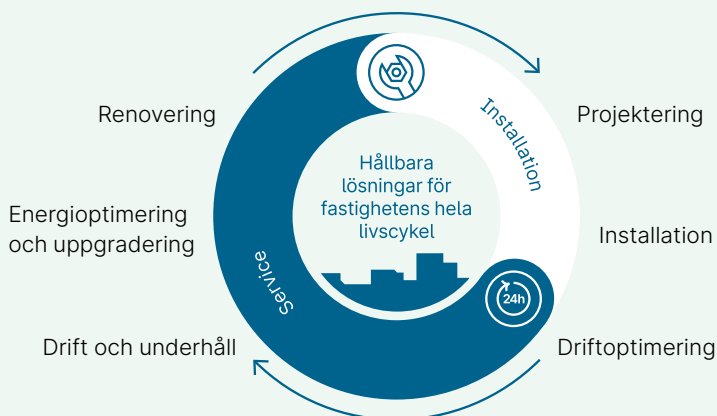 Renovering
Projektering
Installation
Hållbara
lösningar för
fastighetens hela
livscykel
Energioptimering
och uppgradering
Installation
Service
24h
Drift och underhåll
Driftoptimering